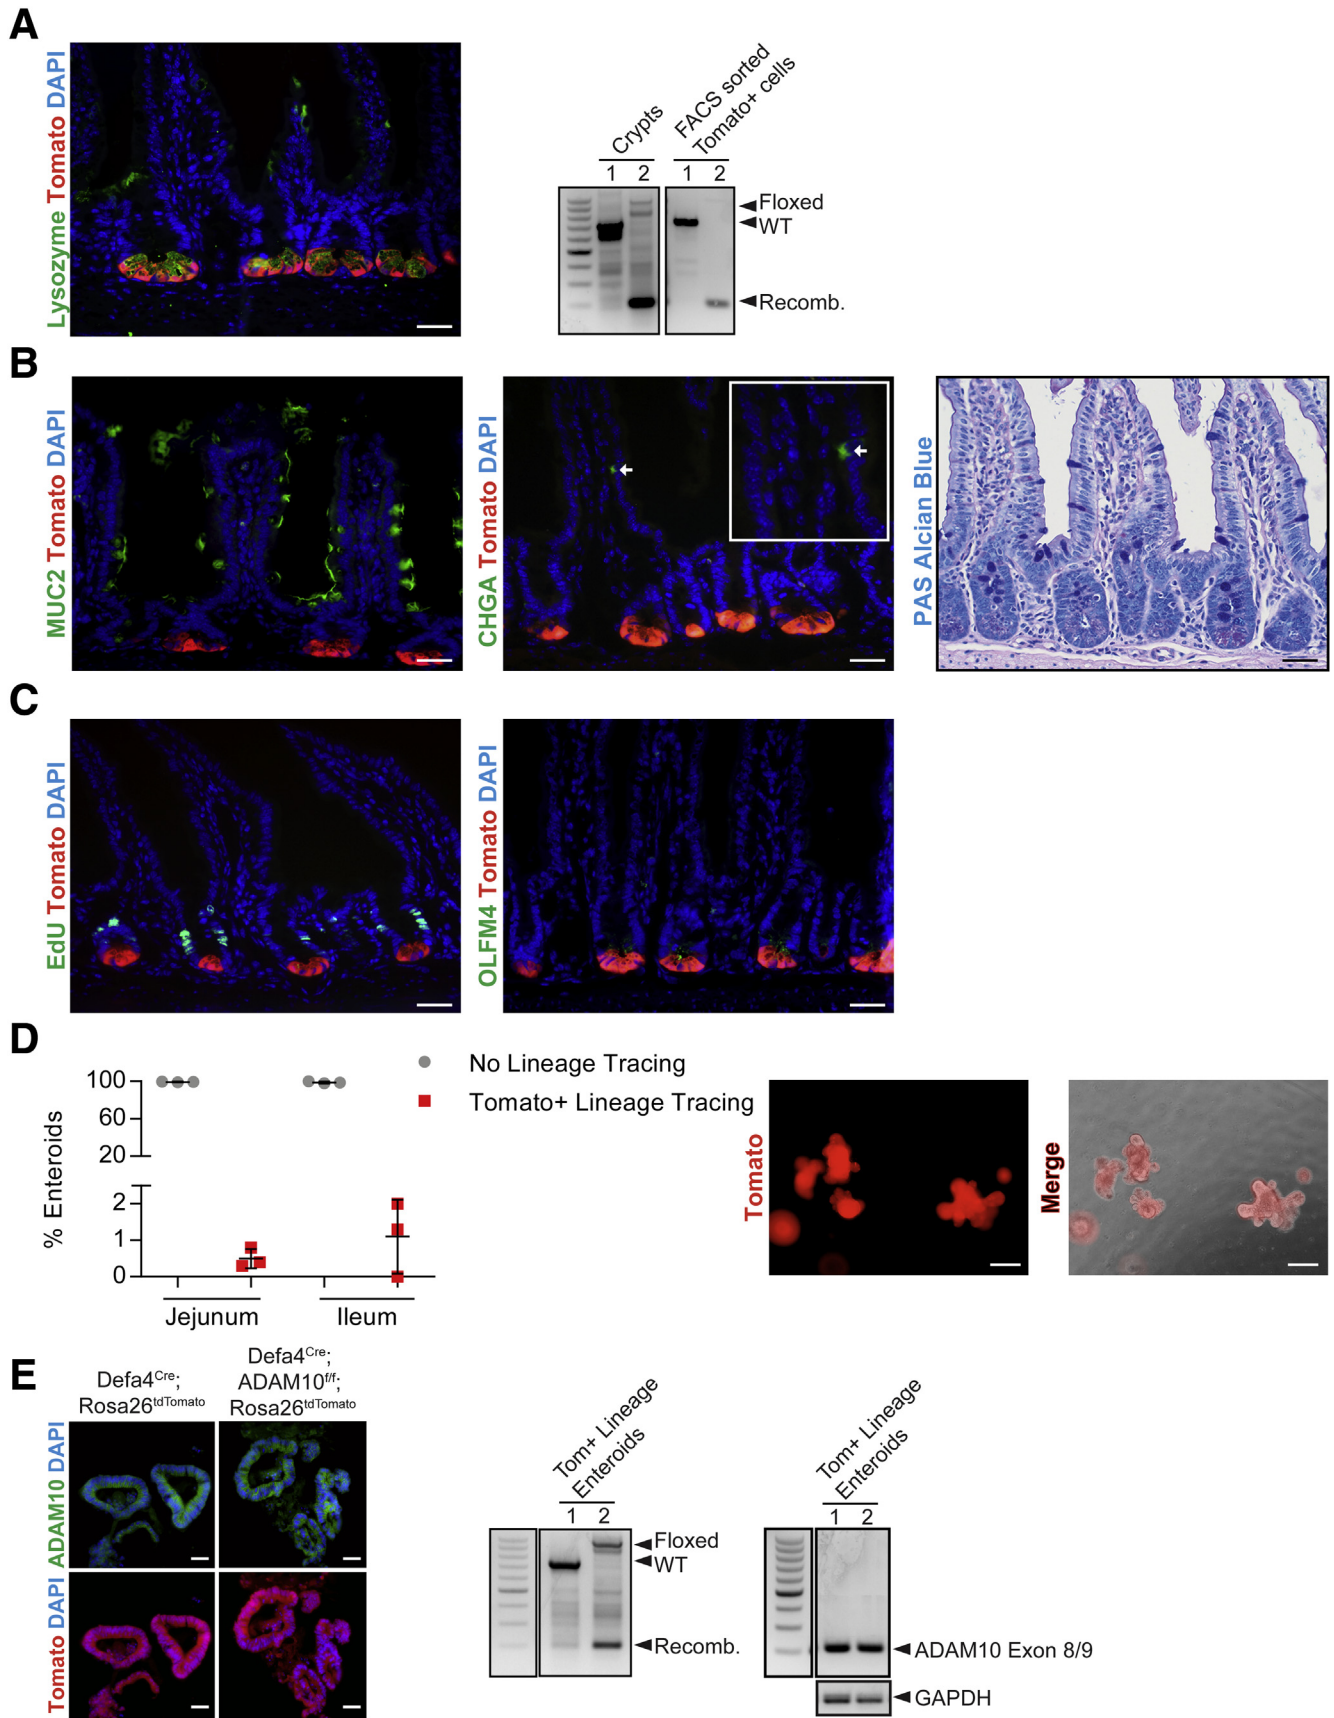 A
Lysozyme Tomato DAPI
Crypts
FACS sorted
Tomato+ cells
1 2 1 2
Floxed
WT
Recomb.
B
MUC2 Tomato DAPI
CHGA Tomato DAPI
PAS Alcian Blue
C
EdU Tomato DAPI
OLFM4 Tomato DAPI
D
% Enteroids
100
60
20
2
1
0
Jejunum Ileum
No Lineage Tracing
Tomato+ Lineage Tracing
Tomato
Merge
E
Defa4Cre;
Rosa26tdTomato
Defa4Cre;
ADAM10f/f;
Rosa26tdTomato
ADAM10 DAPI
Tomato DAPI
Tom+ Lineage
Enteroids
1 2
Floxed
WT
Recomb.
Tom+ Lineage
Enteroids
1 2
ADAM10 Exon 8/9
GAPDH